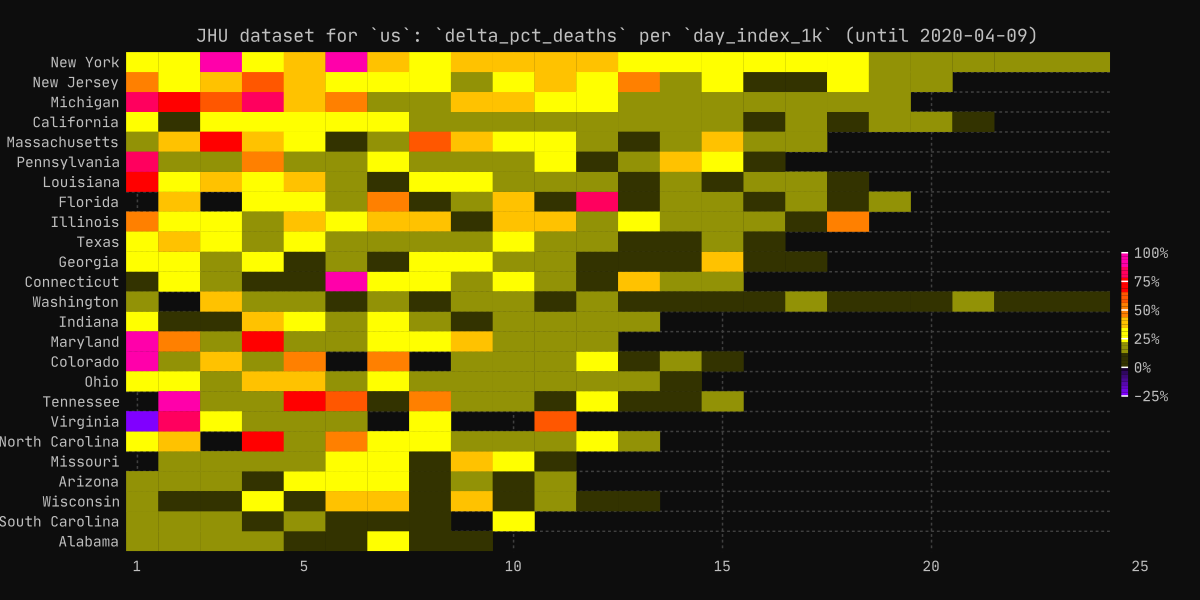 JHU dataset for `us`: `delta_pct_deaths` per `day_index_1k` (until 2020-04-09)
New York
New Jersey
Michigan
California
Massachusetts
Pennsylvania
Louisiana
Florida
Illinois
Texas
Georgia
Connecticut
Washington
Indiana
Maryland
Colorado
Ohio
Tennessee
Virginia
North Carolina
Missouri
Arizona
Wisconsin
South Carolina
Alabama
100%
75%
50%
25%
0%
−25%
1 5 10 15 20 25